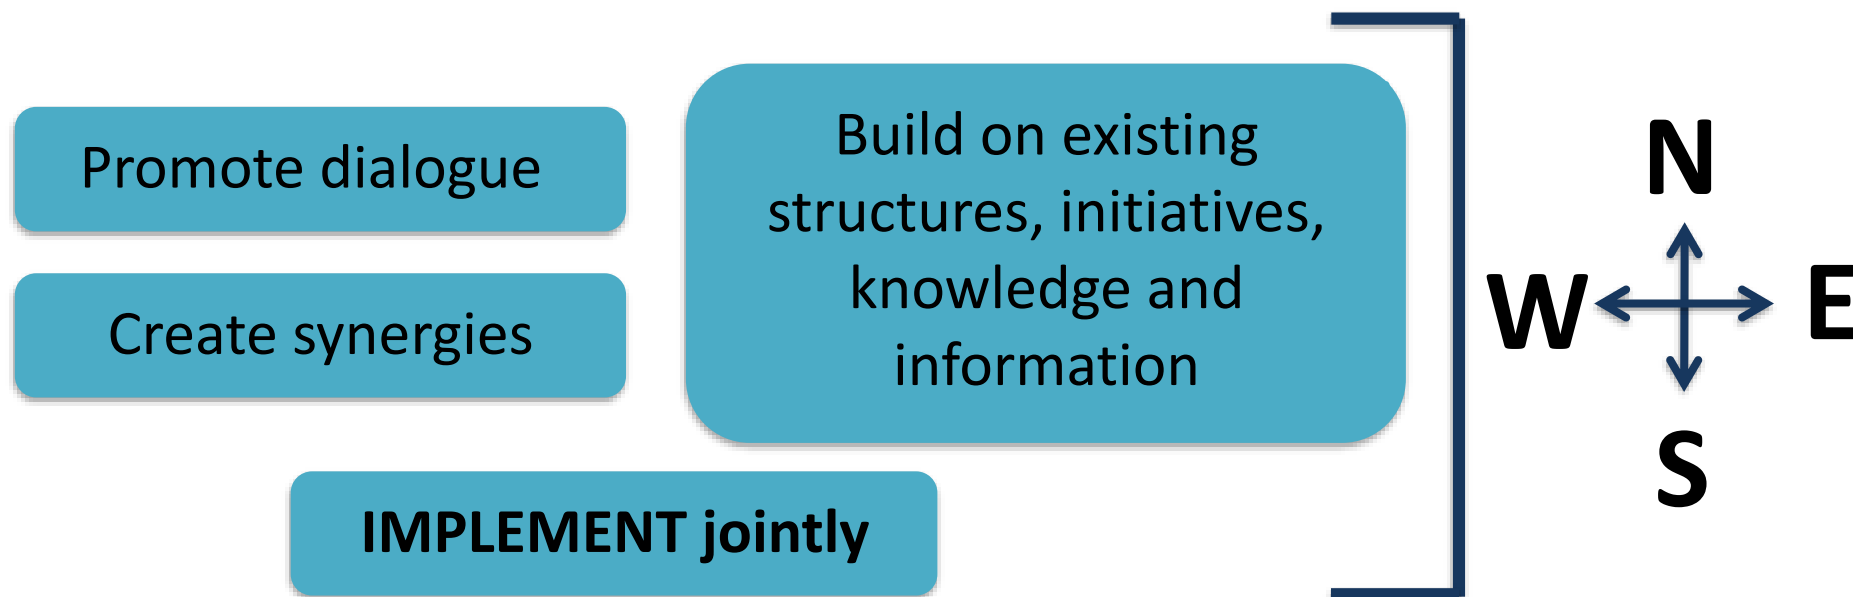 Promote dialogue
Create synergies
Build on existing
structures, initiatives,
knowledge and
information
IMPLEMENT jointly
N
W E
S